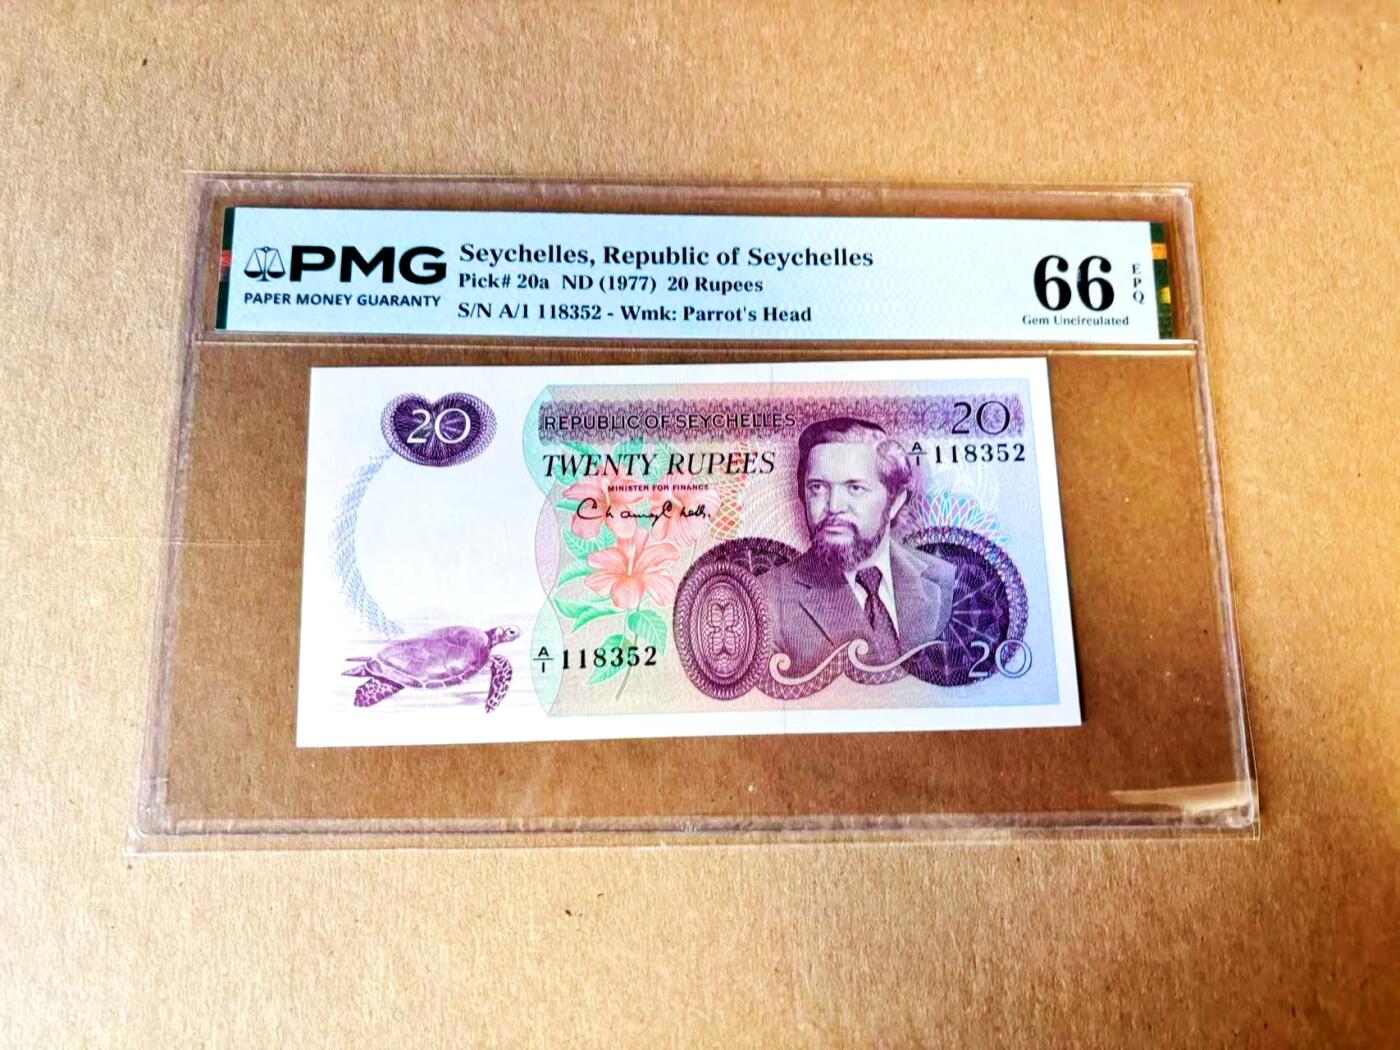 PMG
PAPER MONEY GUARANTY
Seychelles, Republic of Seychelles
Pick# 20a ND (1977) 20 Rupees
S/N A/1 118352 - Wmk: Parrot's Head
66
EPQ
Gem Uncirculated
20
REPUBLIC OF SEYCHELLES
20
A/1 118352
TWENTY RUPEES
MINISTER FOR FINANCE
A/1 118352
20